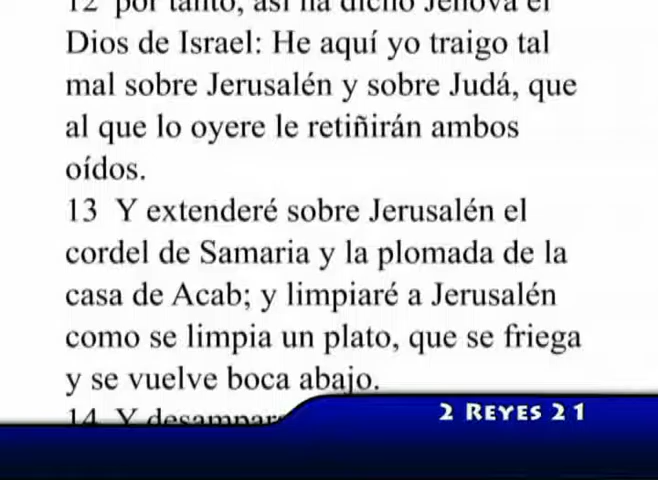 12 por tanto, así ha dicho Jehová el
Dios de Israel: He aquí yo traigo tal
mal sobre Jerusalén y sobre Judá, que
al que lo oyere le retiñirán ambos
oídos.
13 Y extenderé sobre Jerusalén el
cordel de Samaria y la plomada de la
casa de Acab; y limpiaré a Jerusalén
como se limpia un plato, que se friega
y se vuelve boca abajo.
14 Y
2 REYES 21